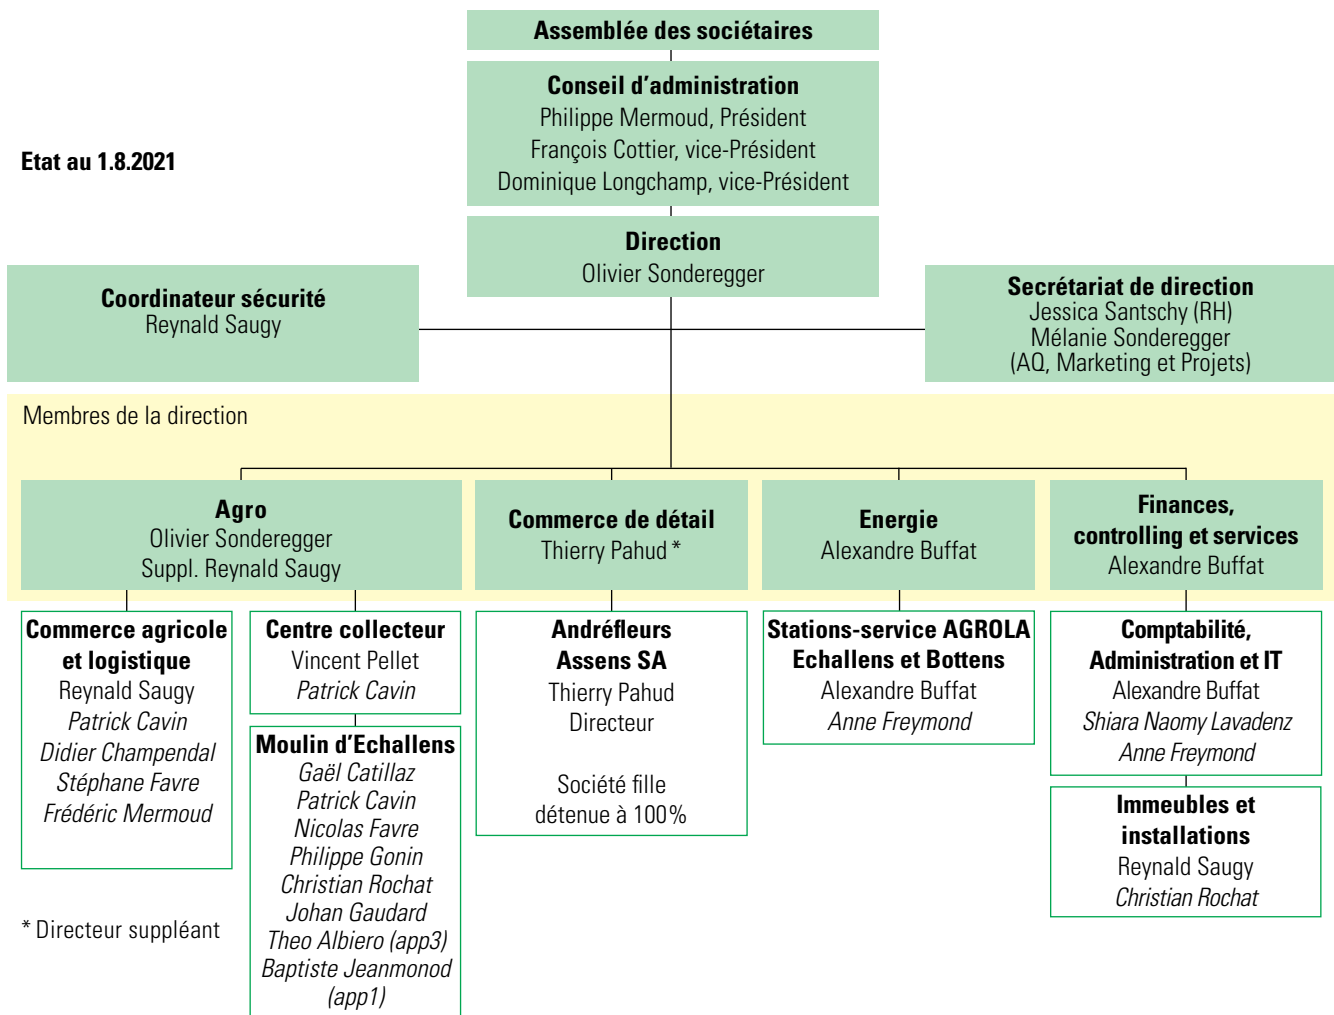 Assemblée des sociétaires
Conseil d'administration
Philippe Mermoud, Président
François Cottier, vice-Président
Dominique Longchamp, vice-Président
Etat au 1.8.2021
Direction
Olivier Sonderegger
Coordinateur sécurité
Reynald Saugy
Secrétariat de direction
Jessica Santschy (RH)
Mélanie Sonderegger
(AQ, Marketing et Projets)
Membres de la direction
Agro
Olivier Sonderegger
Suppl. Reynald Saugy
Commerce de détail
Thierry Pahud *
Energie
Alexandre Buffat
Finances,
controlling et services
Alexandre Buffat
Commerce agricole
et logistique
Reynald Saugy
Patrick Cavin
Didier Champendal
Stéphane Favre
Frédéric Mermoud
Centre collecteur
Vincent Pellet
Patrick Cavin
Moulin d'Echallens
Gaël Catillaz
Patrick Cavin
Nicolas Favre
Philippe Gonin
Christian Rochat
Johan Gaudard
Theo Albiero (app3)
Baptiste Jeanmonod
(app1)
Andréfleurs
Assens SA
Thierry Pahud
Directeur
Société fille
détenue à 100%
Stations-service AGROLA
Echallens et Bottens
Alexandre Buffat
Anne Freymond
Comptabilité,
Administration et IT
Alexandre Buffat
Shiara Naomy Lavadenz
Anne Freymond
Immeubles et
installations
Reynald Saugy
Christian Rochat
* Directeur suppléant